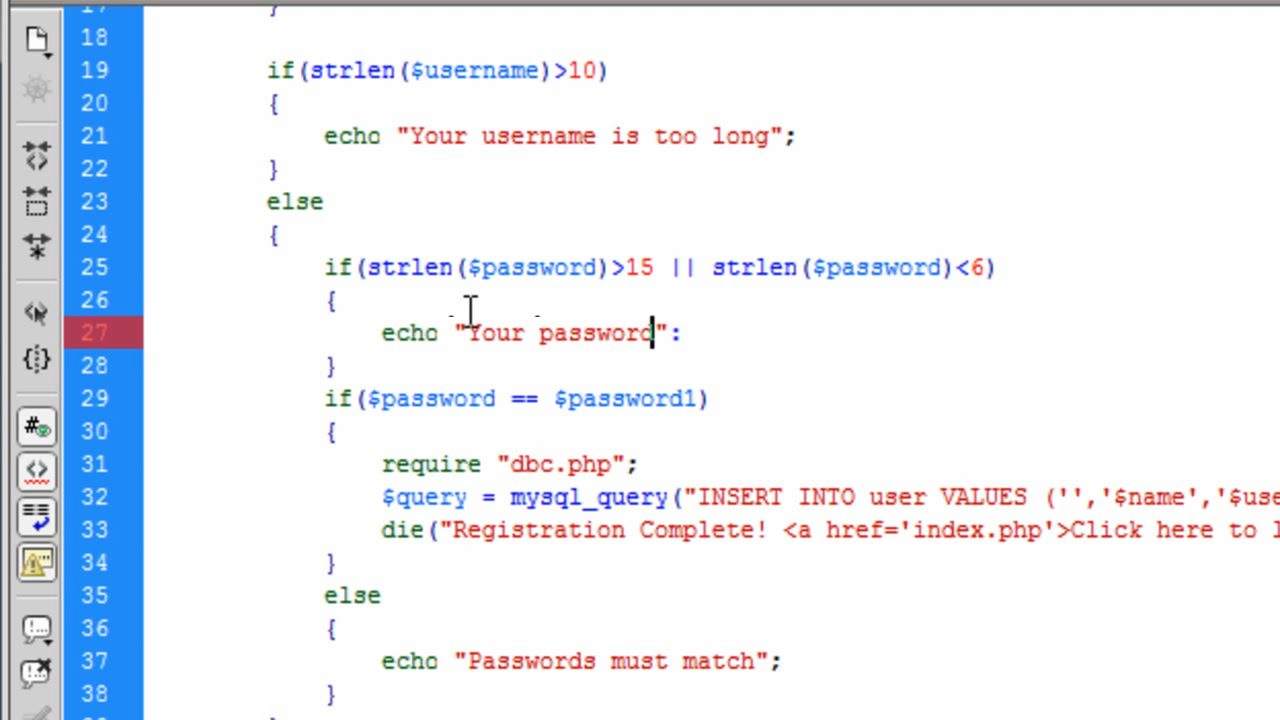 17 }
18
19 if(strlen($username)>10)
20 {
21 echo "Your username is too long";
22 }
23 else
24 {
25 if(strlen($password)>15 || strlen($password)<6)
26 {
27 echo "Your password":
28 }
29 if($password == $password1)
30 {
31 require "dbc.php";
32 $query = mysql_query("INSERT INTO user VALUES ('','$name','$use
33 die("Registration Complete! <a href='index.php'>Click here to l
34 }
35 else
36 {
37 echo "Passwords must match";
38 }